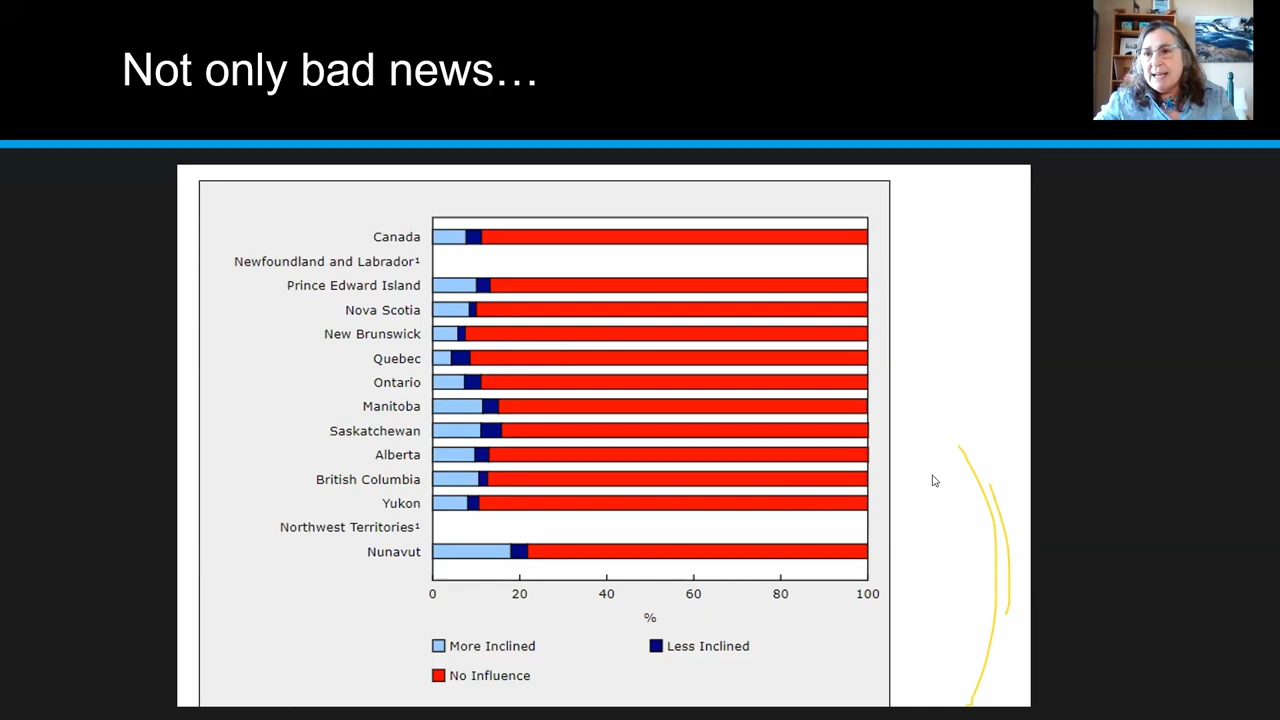 Not only bad news…
Canada
Newfoundland and Labrador¹
Prince Edward Island
Nova Scotia
New Brunswick
Quebec
Ontario
Manitoba
Saskatchewan
Alberta
British Columbia
Yukon
Northwest Territories¹
Nunavut
0 20 40 60 80 100
%
More Inclined Less Inclined
No Influence